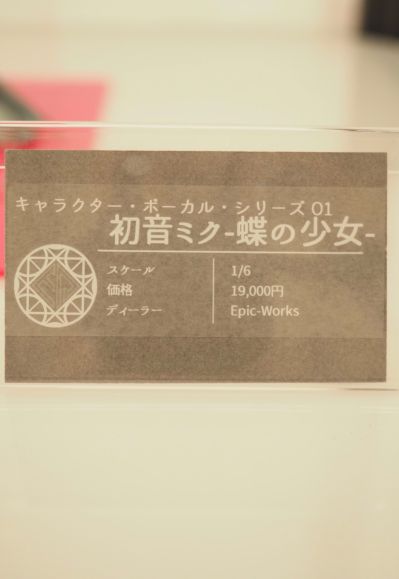 キャラクター・ボーカル・シリーズ 01
初音ミク-蝶の少女-
スケール 1/6
価格 19,000円
ディーラー Epic-Works